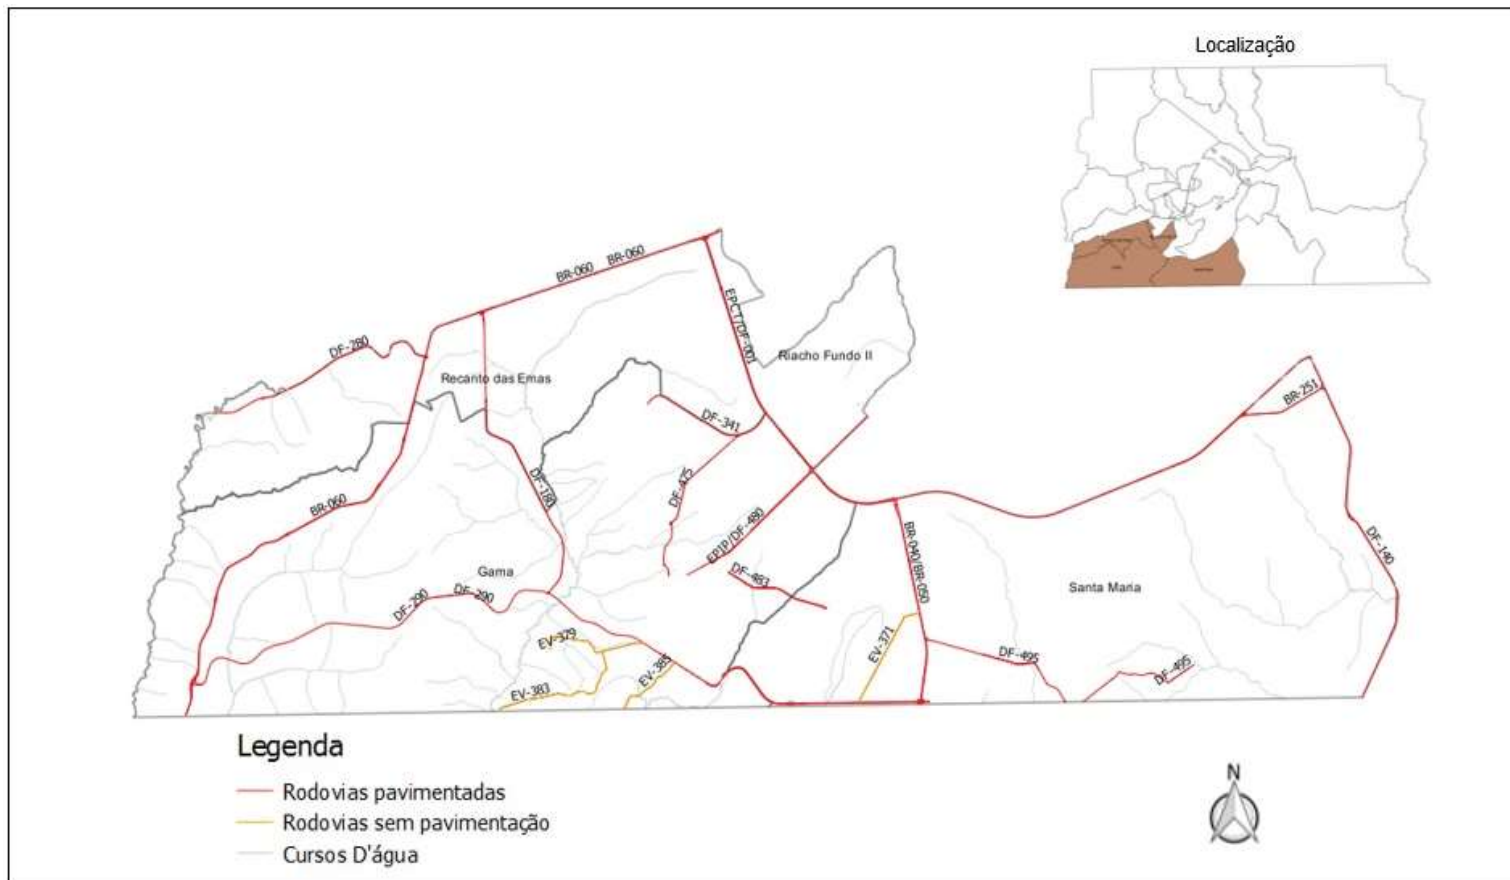 Localização
BR-060
BR-060
EPCT/DF-001
Riacho Fundo II
DF-280
Recanto das Emas
BR-251
DF-341
DF-475
DF-180
BR-060
EPIP/DF-480
BR-040/BR-050
DF-140
Gama
DF-483
Santa Maria
DF-290
DF-290
EV-379
EV-371
EV-385
DF-495
DF-495
EV-383
Legenda
Rodovias pavimentadas
Rodovias sem pavimentação
Cursos D'água
N